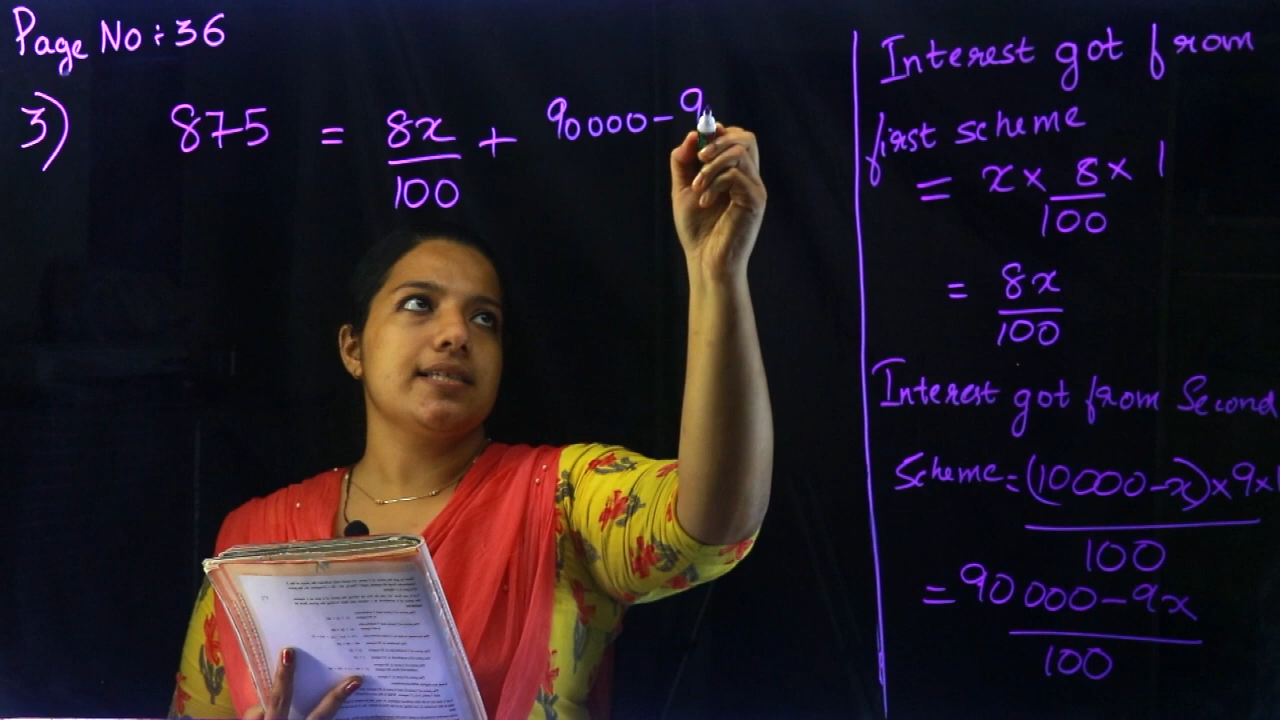 Page No: 36
3) 875 = 8x/100 + 90000 - 9
Interest got from
first scheme
= x × 8/100 × 1
= 8x/100
Interest got from Second
Scheme = (10000 - x) × 9 ×
100
= 90000 - 9x
100